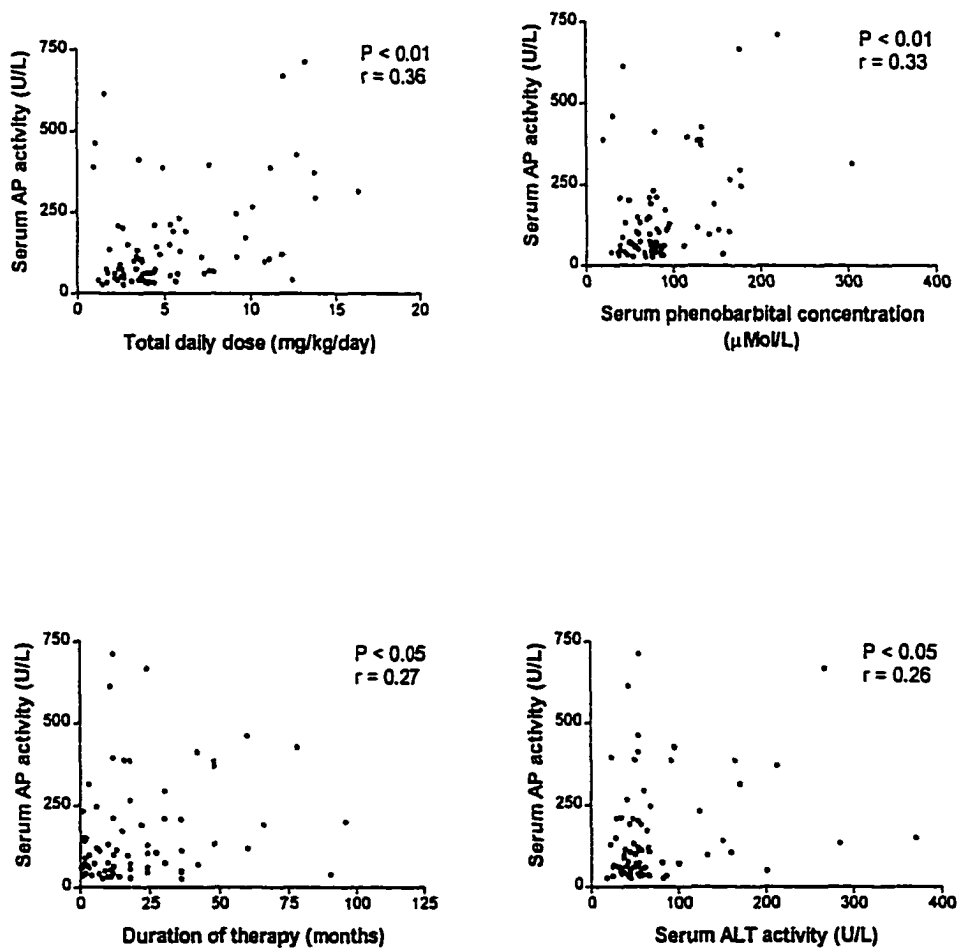 Serum AP activity (U/L)
750
500
250
0
0 5 10 15 20
Total daily dose (mg/kg/day)
P < 0.01
r = 0.36
Serum AP activity (U/L)
750
500
250
0
0 100 200 300 400
Serum phenobarbital concentration
(μMol/L)
P < 0.01
r = 0.33
Serum AP activity (U/L)
750
500
250
0
0 25 50 75 100 125
Duration of therapy (months)
P < 0.05
r = 0.27
Serum AP activity (U/L)
750
500
250
0
0 100 200 300 400
Serum ALT activity (U/L)
P < 0.05
r = 0.26